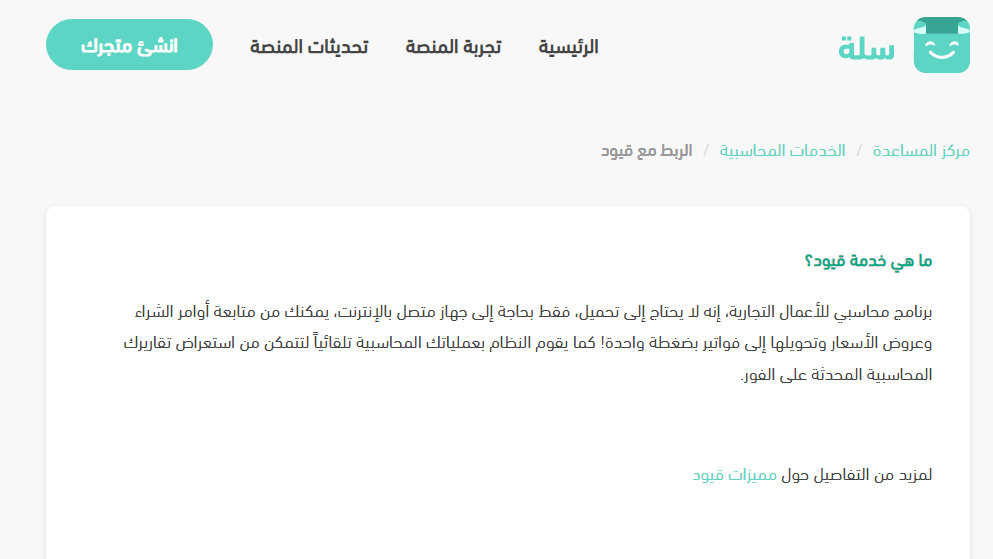 سلة
الرئيسية
تجربة المنصة
تحديثات المنصة
انشئ متجرك
مركز المساعدة / الخدمات المحاسبية / الربط مع قيود
ما هي خدمة قيود؟
برنامج محاسبي للأعمال التجارية، إنه لا يحتاج إلى تحميل، فقط بحاجة إلى جهاز متصل بالإنترنت، يمكنك من متابعة أوامر الشراء
وعروض الأسعار وتحويلها إلى فواتير بضغطة واحدة! كما يقوم النظام بعملياتك المحاسبية تلقائياً لتتمكن من استعراض تقاريرك
المحاسبية المحدثة على الفور.
لمزيد من التفاصيل حول مميزات قيود